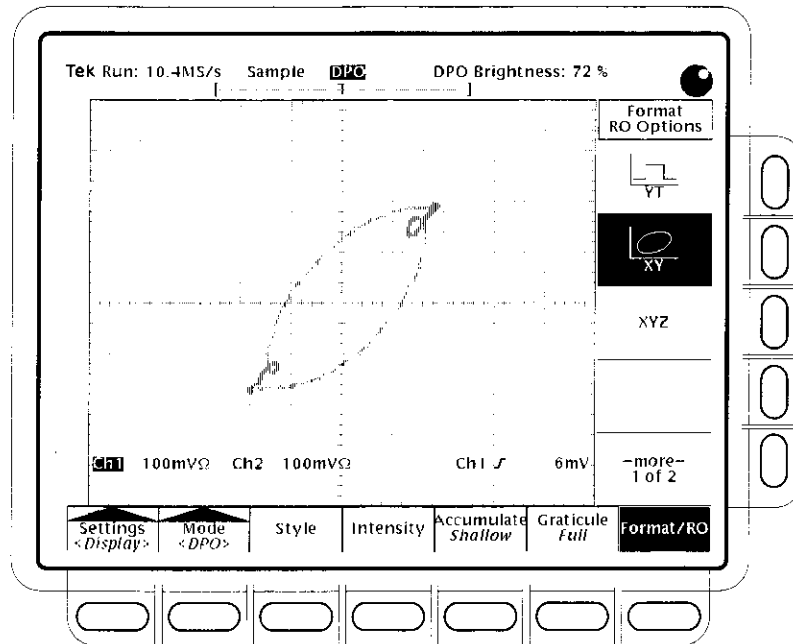 Tek Run: 10.4MS/s Sample DPO DPO Brightness: 72 %
[ T ]
Format
RO Options
YT
XY
XYZ
Ch1 100mVΩ Ch2 100mVΩ Ch1 6mV
-more-
1 of 2
Settings
<Display>
Mode
<DPO>
Style
Intensity
Accumulate
Shallow
Graticule
Full
Format/RO